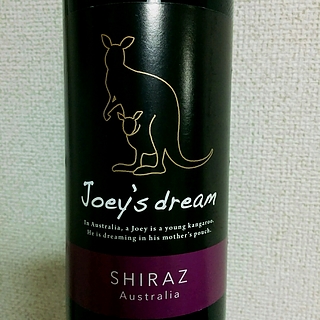 Joey's dream
In Australia, a Joey is a young kangaroo.
He is dreaming in his mother's pouch.
SHIRAZ
Australia